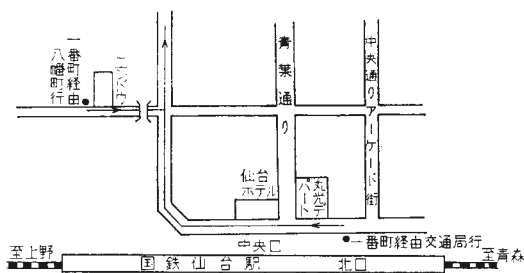 一番町経由
八幡町行
青葉通り
中央通りアーケード街
仙台
ホテル
丸光デ
パート
中央口
一番町経由交通局行
至上野
国鉄仙台駅
北口
至青森